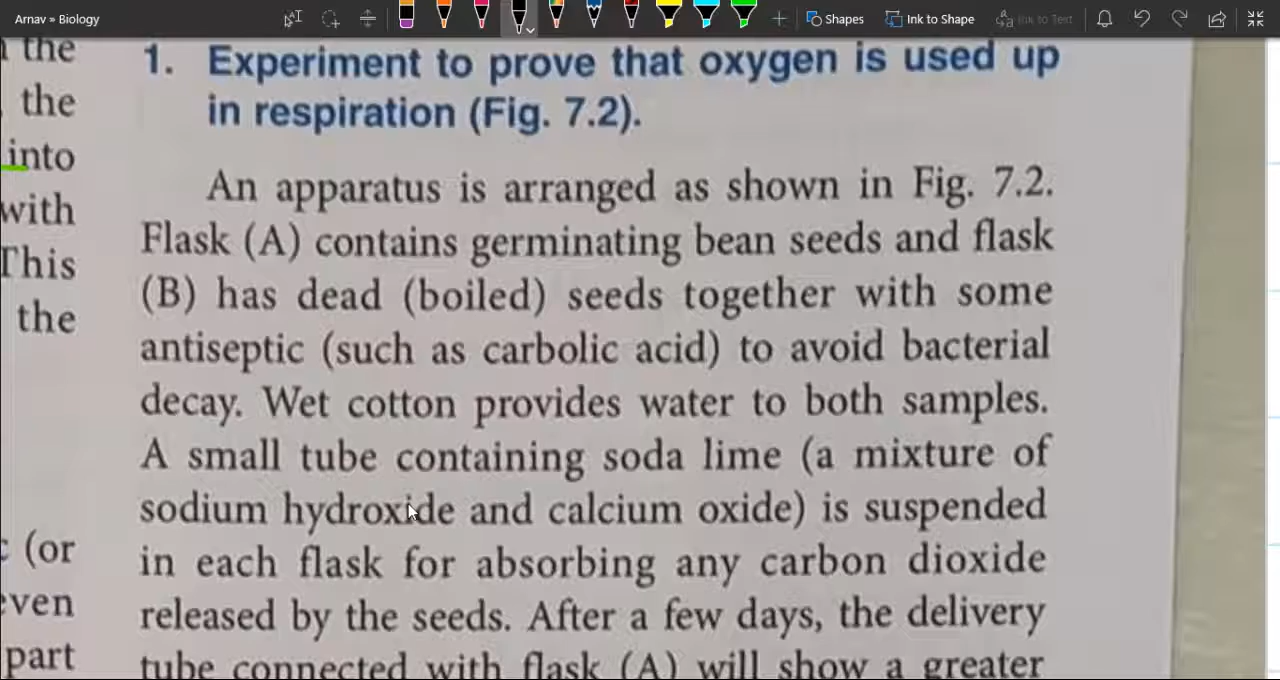 Arnav » Biology
Shapes
Ink to Shape
Ink to Text
the
the
into
with
This
the
(or
even
part
1. Experiment to prove that oxygen is used up
in respiration (Fig. 7.2).
An apparatus is arranged as shown in Fig. 7.2.
Flask (A) contains germinating bean seeds and flask
(B) has dead (boiled) seeds together with some
antiseptic (such as carbolic acid) to avoid bacterial
decay. Wet cotton provides water to both samples.
A small tube containing soda lime (a mixture of
sodium hydroxide and calcium oxide) is suspended
in each flask for absorbing any carbon dioxide
released by the seeds. After a few days, the delivery
tube connected with flask (A) will show a greater